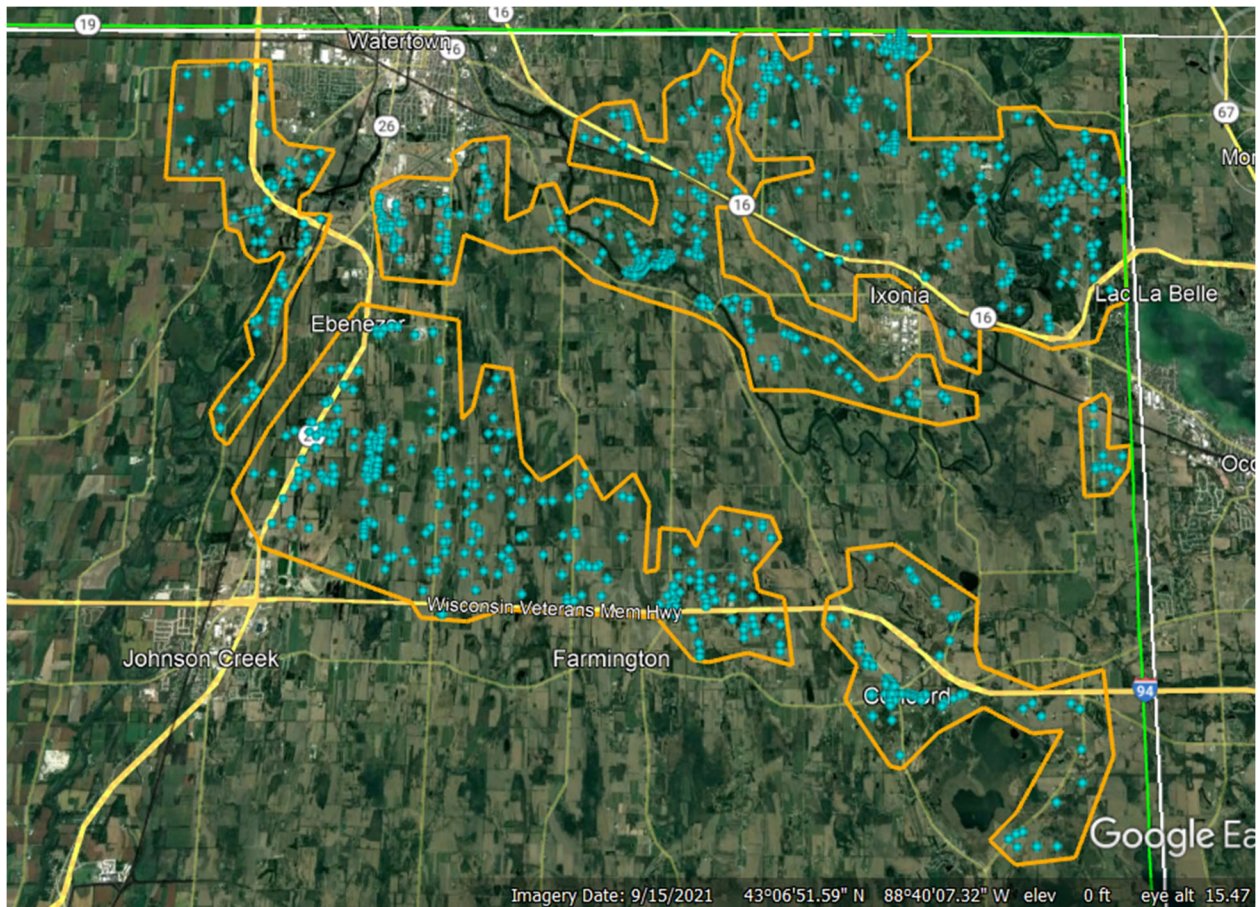 16
19
Watertown
16
26
67
16
Ixonia
Lac La Belle
16
Ebenezer
Johnson Creek
Wisconsin Veterans Mem Hwy
Farmington
Concord
94
Google Ea
Imagery Date: 9/15/2021 43°06'51.59" N 88°40'07.32" W elev 0 ft eye alt 15.47